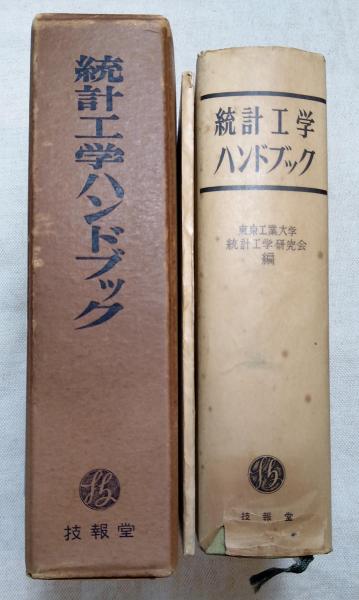 統計工学ハンドブック
技報堂
統計工学
ハンドブック
東京工業大学
統計工学研究会
編
技報堂